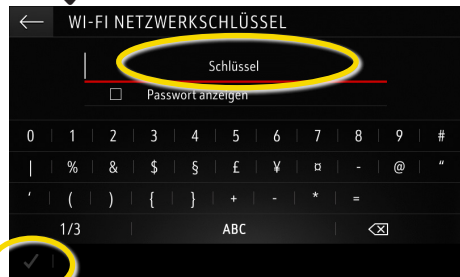 WI-FI NETZWERKSCHLÜSSEL
Schlüssel
Passwort anzeigen
0 1 2 3 4 5 6 7 8 9 #
| % & $ § £ ¥ ¤ - @ "
' ( ) { } + - * =
1/3 ABC